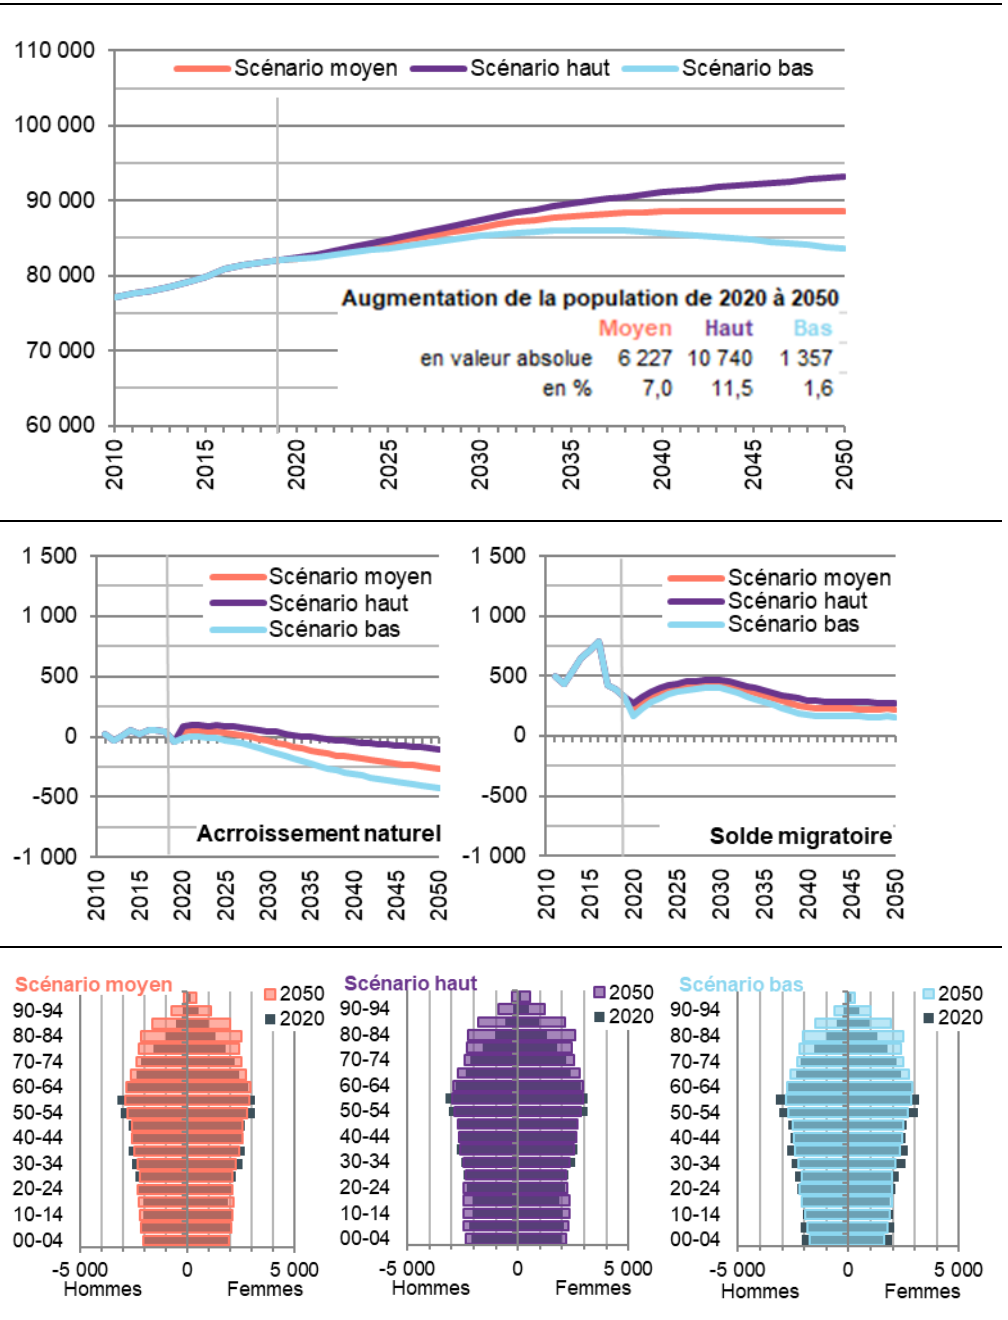 110 000
Scénario moyen Scénario haut Scénario bas
100 000
90 000
80 000
Augmentation de la population de 2020 à 2050
Moyen Haut Bas
70 000
en valeur absolue 6 227 10 740 1 357
en % 7,0 11,5 1,6
60 000
2010 2015 2020 2025 2030 2035 2040 2045 2050
1 500
Scénario moyen
Scénario haut
Scénario bas
1 000
500
0
-500
Acrroissement naturel
-1 000
2010 2015 2020 2025 2030 2035 2040 2045 2050
1 500
Scénario moyen
Scénario haut
Scénario bas
1 000
500
0
-500
Solde migratoire
-1 000
2010 2015 2020 2025 2030 2035 2040 2045 2050
Scénario moyen
2050
2020
90-94
80-84
70-74
60-64
50-54
40-44
30-34
20-24
10-14
00-04
-5 000 0 5 000
Hommes Femmes
Scénario haut
2050
2020
90-94
80-84
70-74
60-64
50-54
40-44
30-34
20-24
10-14
00-04
-5 000 0 5 000
Hommes Femmes
Scénario bas
2050
2020
90-94
80-84
70-74
60-64
50-54
40-44
30-34
20-24
10-14
00-04
-5 000 0 5 000
Hommes Femmes